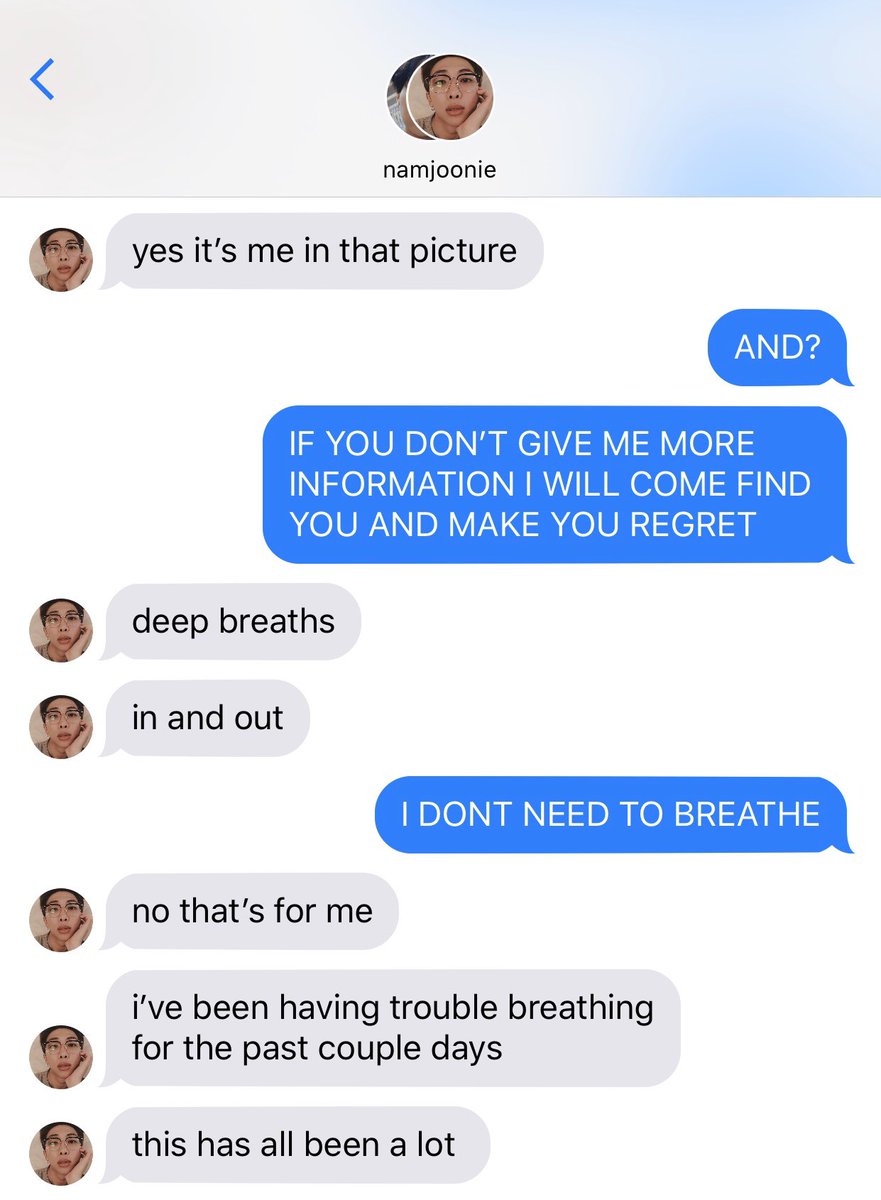 namjoonie
yes it’s me in that picture
AND?
IF YOU DON’T GIVE ME MORE
INFORMATION I WILL COME FIND
YOU AND MAKE YOU REGRET
deep breaths
in and out
I DONT NEED TO BREATHE
no that’s for me
i’ve been having trouble breathing
for the past couple days
this has all been a lot